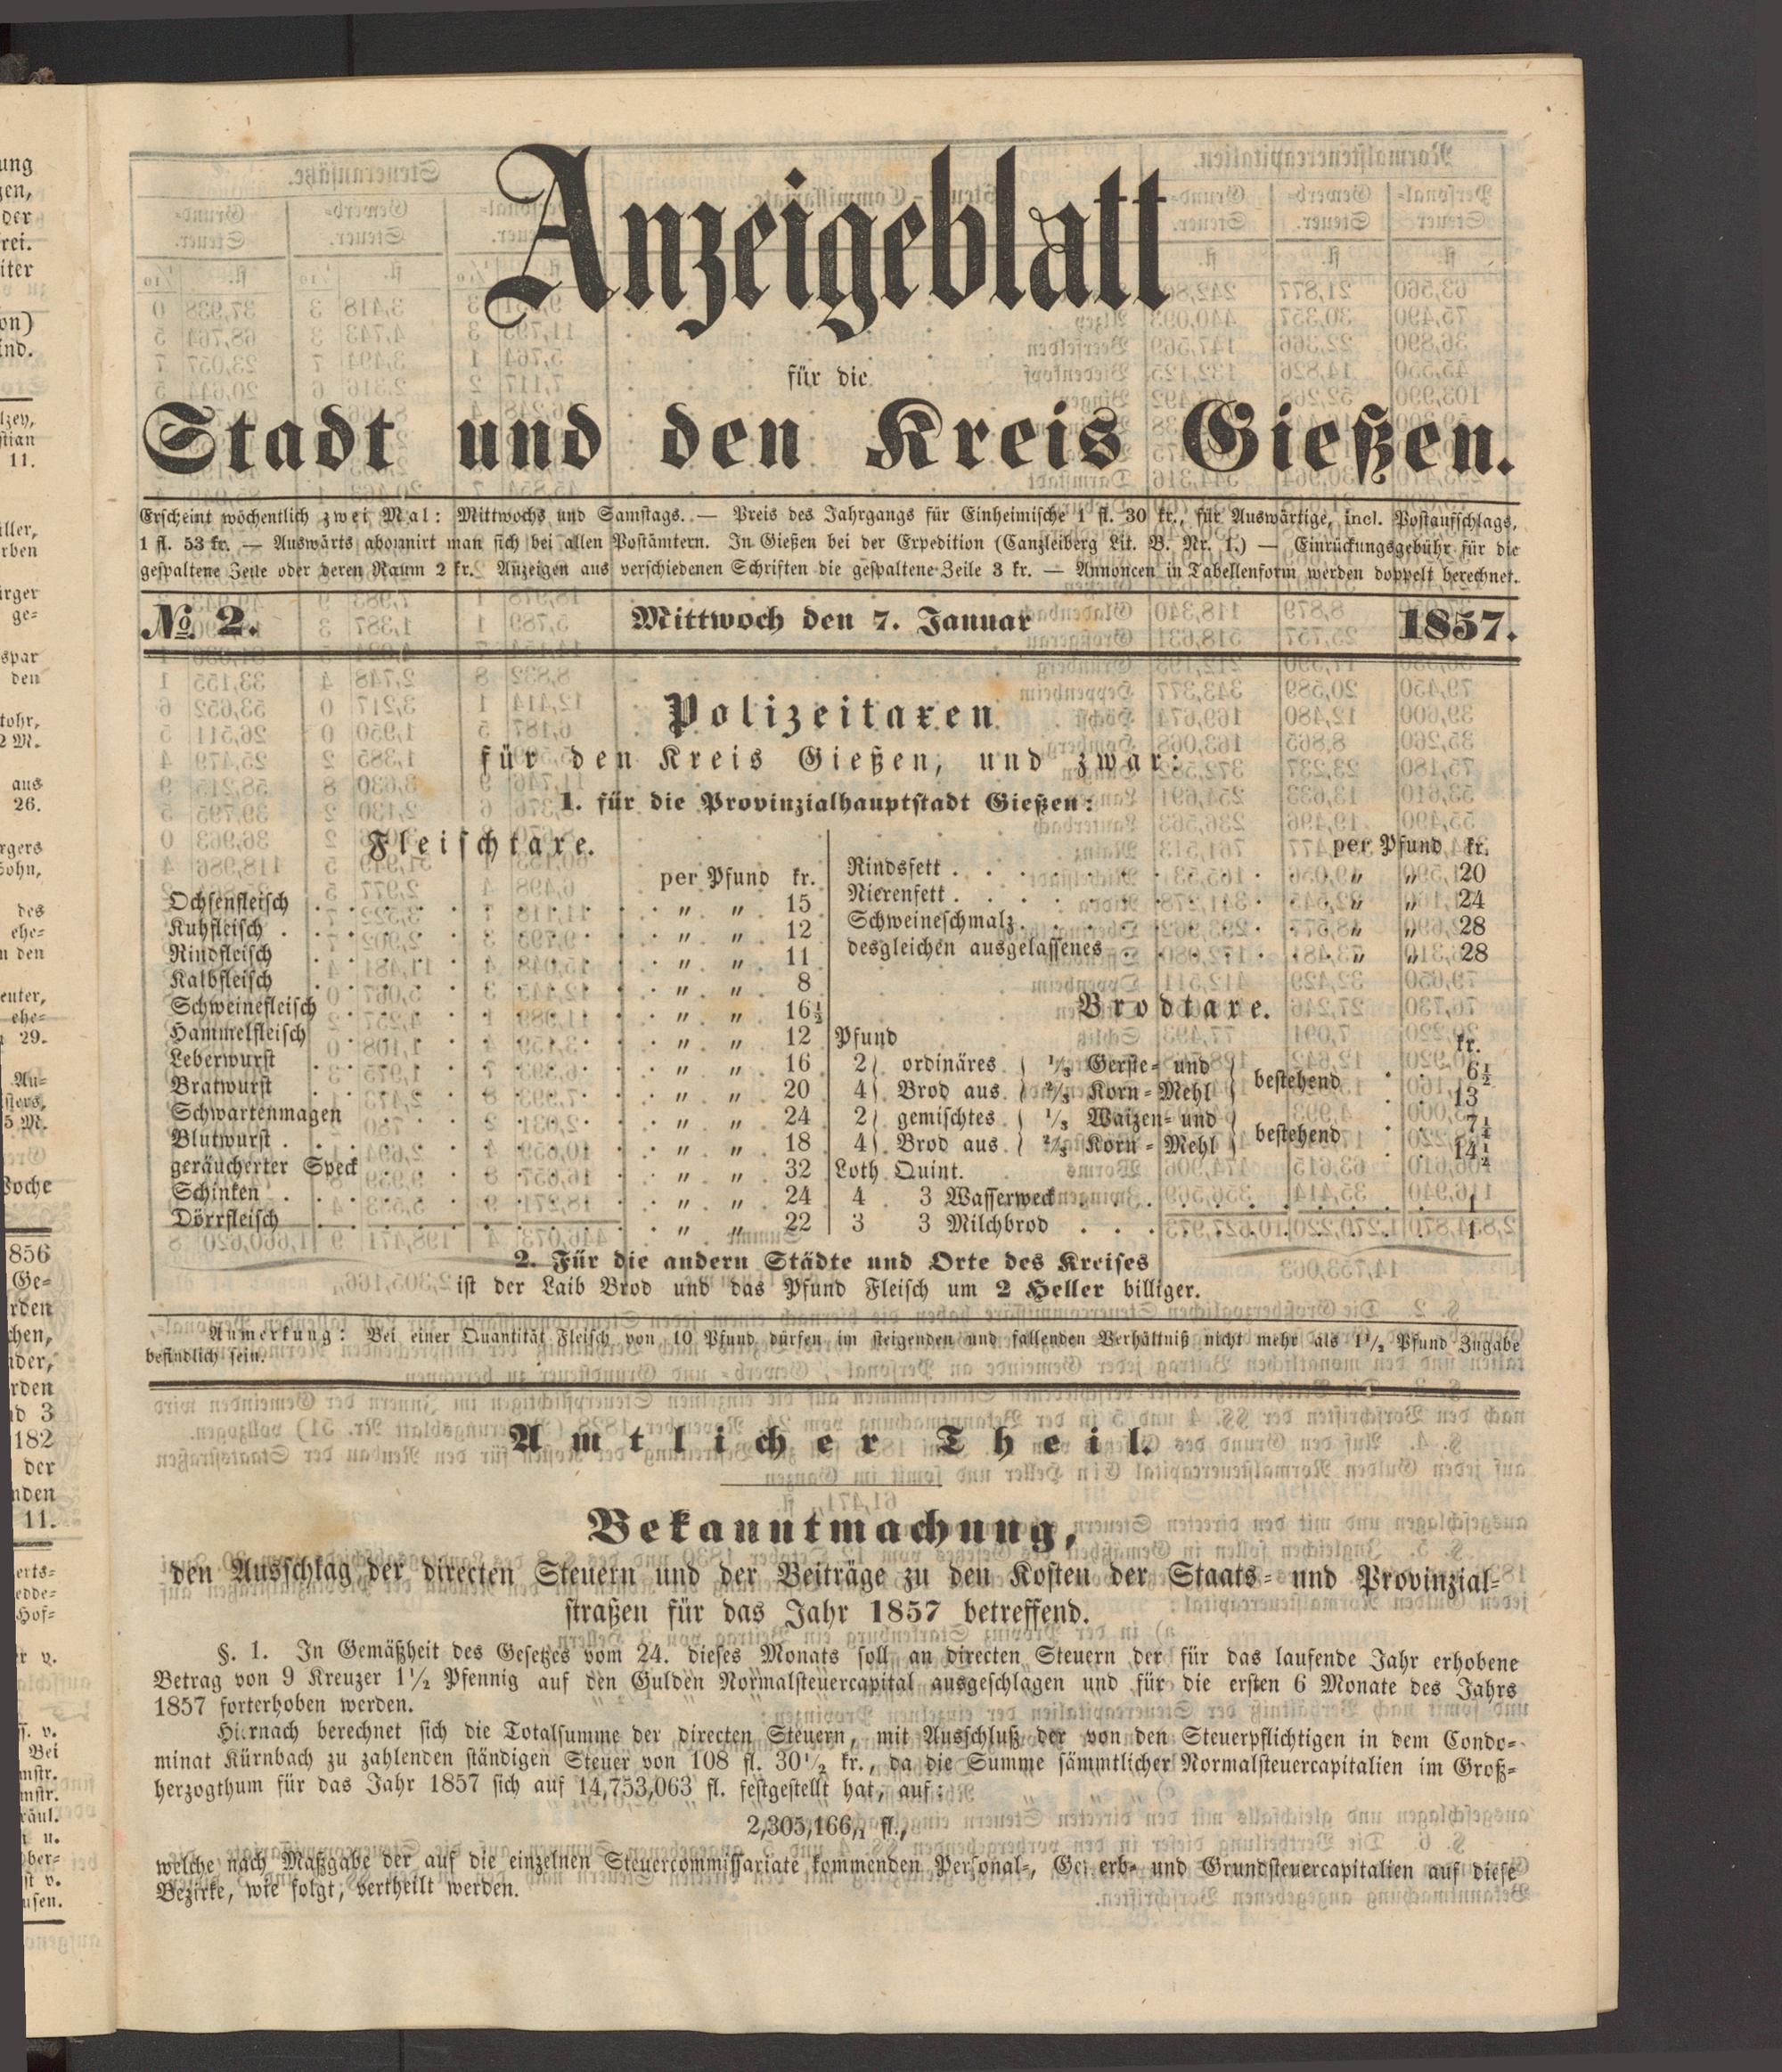 Anzeigeblatt
für die
Stadt und den Kreis Gießen.
Erscheint wöchentlich zwei Mal: Mittwochs und Samstags. — Preis des Jahrgangs für Einheimische 1 fl. 30 kr., für Auswärtige, incl. Postaufschlags,
1 fl. 53 kr. — Auswärts abonnirt man sich bei allen Postämtern. In Gießen bei der Expedition (Canzleiberg Lit. B. Nr. 1.) — Einrückungsgebühr für die
gespaltene Zeile oder deren Raum 2 kr. Anzeigen aus verschiedenen Schriften die gespaltene Zeile 3 kr. — Annoncen in Tabellenform werden doppelt berechnet.
№ 2. Mittwoch den 7. Januar 1857.
Polizeitaxen
für den Kreis Gießen, und zwar:
1. für die Provinzialhauptstadt Gießen:
Fleischtaxe.
per Pfund kr.
Ochsenfleisch . . . „ „ 15
Kuhfleisch . . . „ „ 12
Rindfleisch . . . „ „ 11
Kalbfleisch . . . „ „ 8
Schweinefleisch . . . „ „ 16½
Hammelfleisch . . . „ „ 12
Leberwurst . . . „ „ 16
Bratwurst . . . „ „ 20
Schwartenmagen . . . „ „ 24
Blutwurst . . . „ „ 18
geräucherter Speck . . . „ „ 32
Schinken . . . „ „ 24
Dörrfleisch . . . „ „ 22
per Pfund kr.
Rindsfett . . . „ „ 20
Nierenfett . . . „ „ 24
Schweineschmalz . . . „ „ 28
desgleichen ausgelassenes . . . „ „ 28
Brodtaxe.
Pfund kr.
2) ordinäres ( ⅓ Gerste- und ) bestehend . 6½
4) Brod aus ( ⅔ Korn-Mehl ) . . 13
2) gemischtes ( ⅓ Waizen- und ) bestehend . 7¼
4) Brod aus ( ⅔ Korn-Mehl ) . . 14½
Loth Quint.
4 3 Wasserweck . . . 1
3 3 Milchbrod . . . 1
2. Für die andern Städte und Orte des Kreises
ist der Laib Brod und das Pfund Fleisch um 2 Heller billiger.
Anmerkung: Bei einer Quantität Fleisch von 10 Pfund dürfen im steigenden und fallenden Verhältniß nicht mehr als 1½ Pfund Zugabe
befindlich sein.
Amtlicher Theil.
Bekanntmachung,
den Ausschlag der directen Steuern und der Beiträge zu den Kosten der Staats- und Provinzial-
straßen für das Jahr 1857 betreffend.
§. 1. In Gemäßheit des Gesetzes vom 24. dieses Monats soll an directen Steuern der für das laufende Jahr erhobene
Betrag von 9 Kreuzer 1½ Pfennig auf den Gulden Normalsteuercapital ausgeschlagen und für die ersten 6 Monate des Jahrs
1857 forterhoben werden.
Hiernach berechnet sich die Totalsumme der directen Steuern, mit Ausschluß der von den Steuerpflichtigen in dem Condo-
minat Kürnbach zu zahlenden ständigen Steuer von 108 fl. 30½ kr., da die Summe sämmtlicher Normalsteuercapitalien im Groß-
herzogthum für das Jahr 1857 sich auf 14,753,063 fl. festgestellt hat, auf:
2,305,166,1 fl.,
welche nach Maßgabe der auf die einzelnen Steuercommissariate kommenden Personal-, Gewerb- und Grundsteuercapitalien auf diese
Bezirke, wie folgt, vertheilt werden.